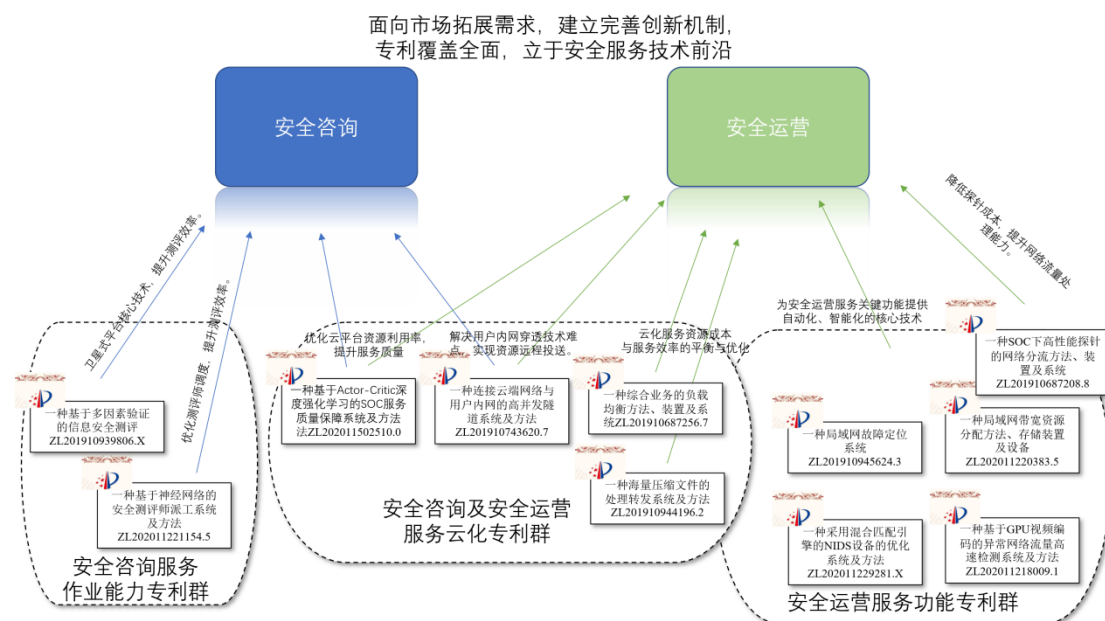 面向市场拓展需求，建立完善创新机制，
专利覆盖全面，立于安全服务技术前沿
安全咨询
安全运营
卫星式平台核心技术，提升测评效率。
优化测评师调度，提升测评效率。
优化云平台资源利用率，
提升服务质量
解决用户内网穿透技术难
点，实现资源远程投送。
云化服务资源成本
与服务效率的平衡与优化
为安全运营服务关键功能提供
自动化、智能化的核心技术
降低探针成本，提升网络流量处
理能力。
一种基于多因素验证
的信息安全测评
ZL201910939806.X
一种基于神经网络的
安全测评师派工系统
及方法
ZL202011221154.5
安全咨询服务
作业能力专利群
一种基于Actor-Critic深
度强化学习的SOC服务
质量保障系统及方法
法ZL202011502510.0
一种连接云端网络与
用户内网的高并发隧
道系统及方法
ZL201910743620.7
一种综合业务的负载
均衡方法、装置及系
统ZL201910687256.7
一种海量压缩文件的
处理转发系统及方法
ZL201910944196.2
安全咨询及安全运营
服务云化专利群
一种SOC下高性能探针
的网络分流方法、装
置及系统
ZL201910687208.8
一种局域网故障定位
系统
ZL201910945624.3
一种局域网带宽资源
分配方法、存储装置
及设备
ZL202011220383.5
一种采用混合匹配引
擎的NIDS设备的优化
系统及方法
ZL202011229281.X
一种基于GPU视频编
码的异常网络流量高
速检测系统及方法
ZL202011218009.1
安全运营服务功能专利群